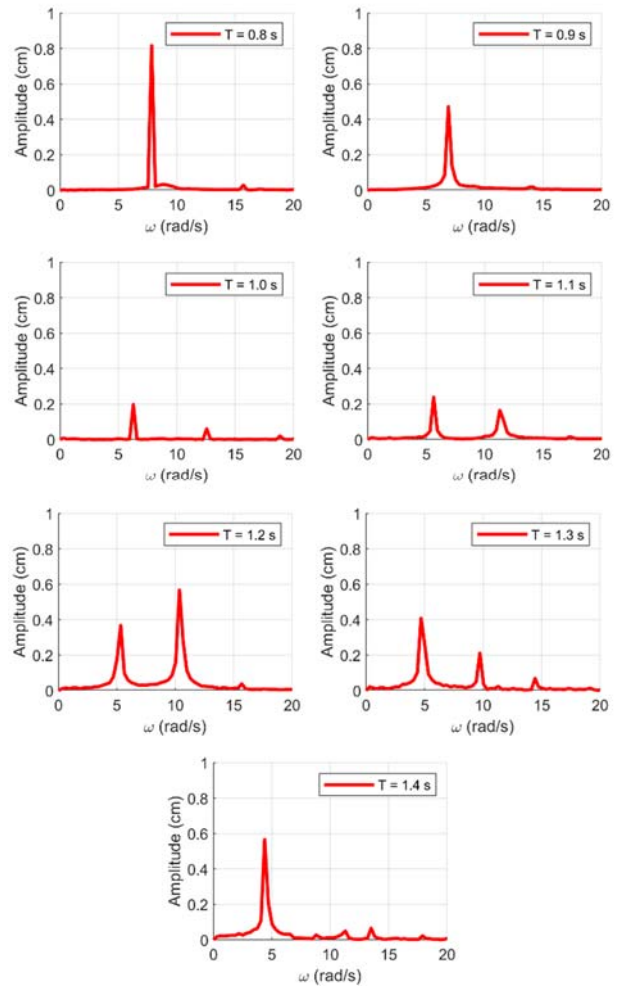 Amplitude (cm)
1
0.8
0.6
0.4
0.2
0
T = 0.8 s
0 5 10 15 20
ω (rad/s)
Amplitude (cm)
1
0.8
0.6
0.4
0.2
0
T = 0.9 s
0 5 10 15 20
ω (rad/s)
Amplitude (cm)
1
0.8
0.6
0.4
0.2
0
T = 1.0 s
0 5 10 15 20
ω (rad/s)
Amplitude (cm)
1
0.8
0.6
0.4
0.2
0
T = 1.1 s
0 5 10 15 20
ω (rad/s)
Amplitude (cm)
1
0.8
0.6
0.4
0.2
0
T = 1.2 s
0 5 10 15 20
ω (rad/s)
Amplitude (cm)
1
0.8
0.6
0.4
0.2
0
T = 1.3 s
0 5 10 15 20
ω (rad/s)
Amplitude (cm)
1
0.8
0.6
0.4
0.2
0
T = 1.4 s
0 5 10 15 20
ω (rad/s)